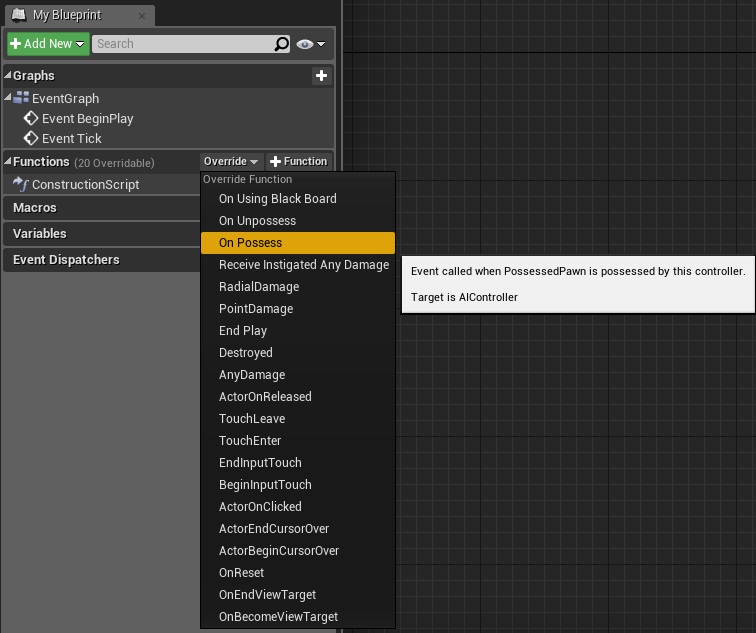 My Blueprint
Add New
Search
Graphs
EventGraph
Event BeginPlay
Event Tick
Functions (20 Overridable) Override Function
ConstructionScript
Macros
Variables
Event Dispatchers
Override Function
On Using Black Board
On Unpossess
On Possess
Receive Instigated Any Damage
RadialDamage
PointDamage
End Play
Destroyed
AnyDamage
ActorOnReleased
TouchLeave
TouchEnter
EndInputTouch
BeginInputTouch
ActorOnClicked
ActorEndCursorOver
ActorBeginCursorOver
OnReset
OnEndViewTarget
OnBecomeViewTarget
Event called when PossessedPawn is possessed by this controller.
Target is AIController